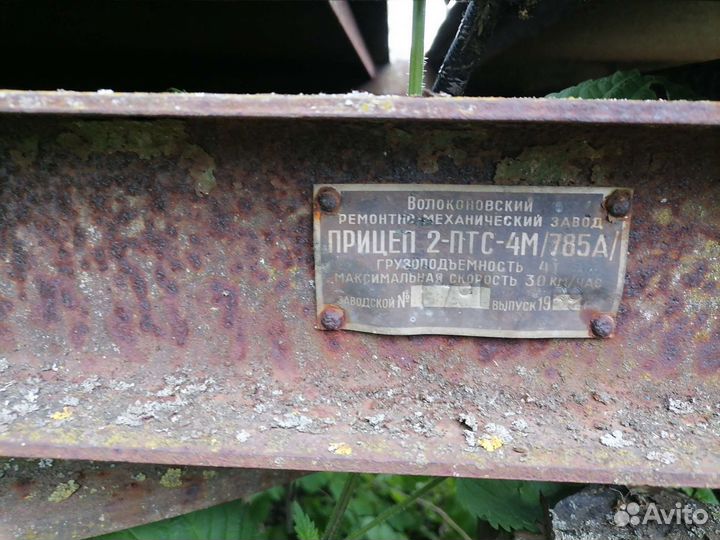 Волоконовский
РЕМОНТНО-МЕХАНИЧЕСКИЙ ЗАВОД
ПРИЦЕП 2-ПТС-4М/785А/
ГРУЗОПОДЪЕМНОСТЬ 4Т
МАКСИМАЛЬНАЯ СКОРОСТЬ 30 КМ/ЧАС
ЗАВОДСКОЙ № ВЫПУСК 19
Avito